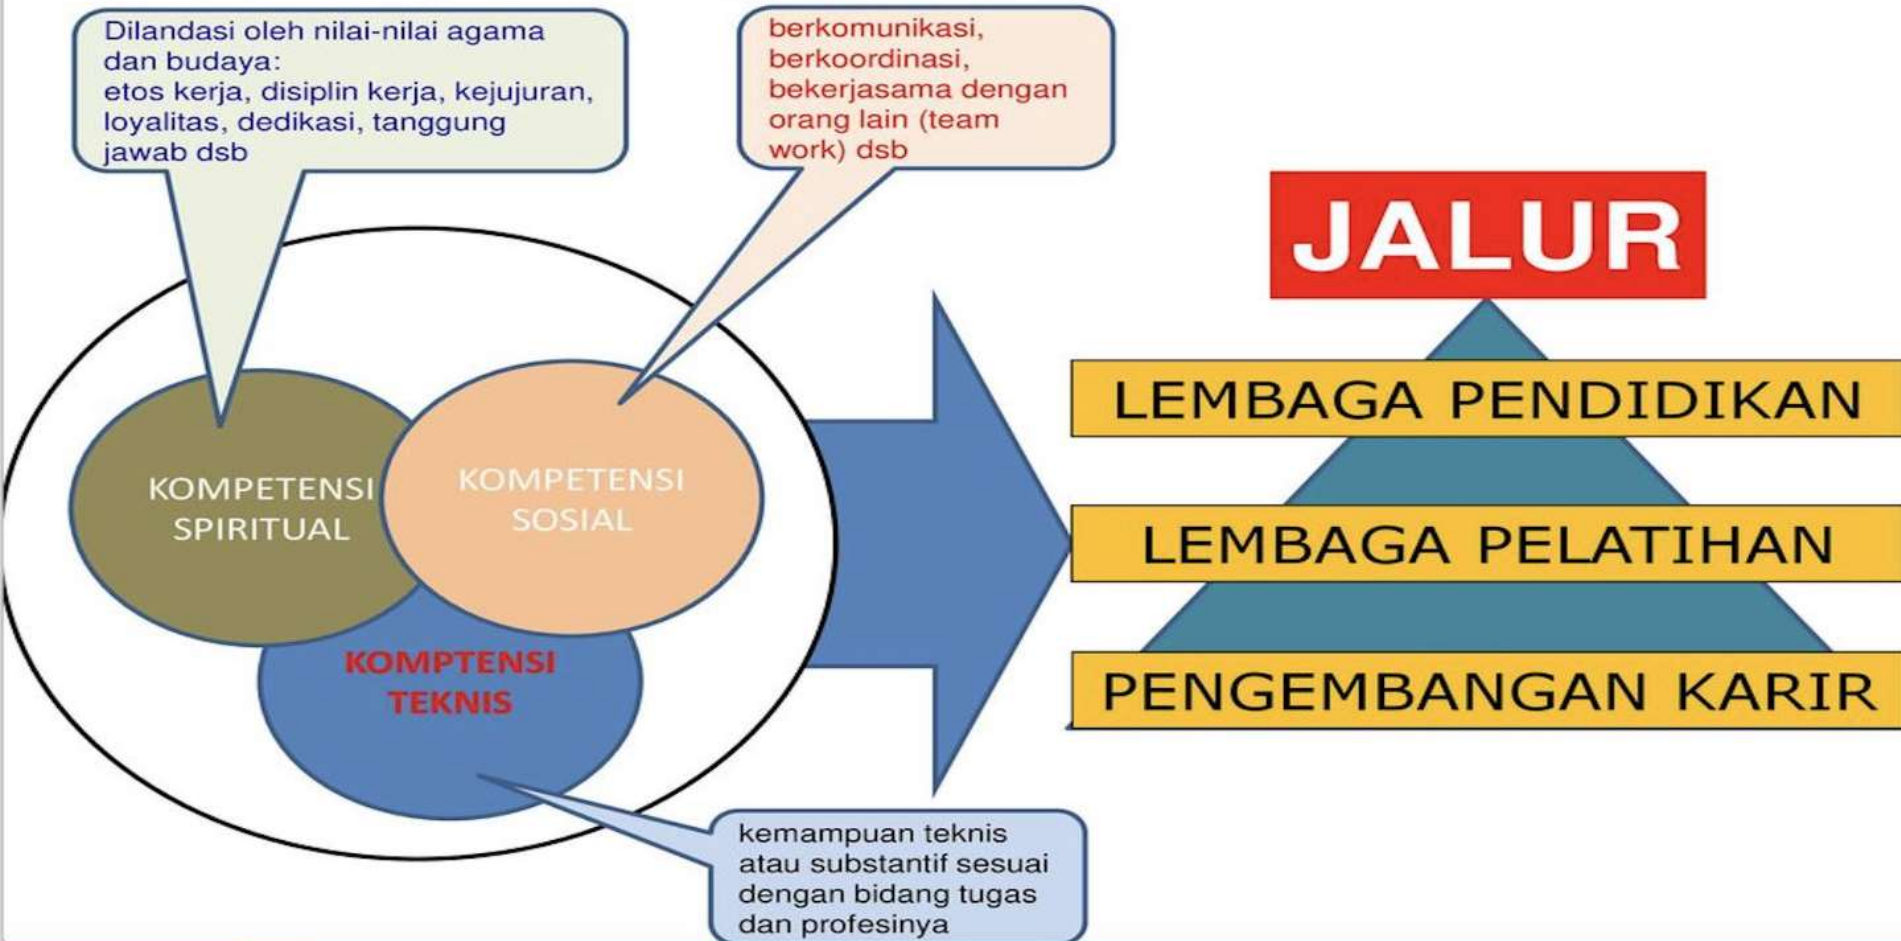 Dilandasi oleh nilai-nilai agama
dan budaya:
etos kerja, disiplin kerja, kejujuran,
loyalitas, dedikasi, tanggung
jawab dsb
berkomunikasi,
berkoordinasi,
bekerjasama dengan
orang lain (team
work) dsb
KOMPETENSI
SPIRITUAL
KOMPETENSI
SOSIAL
KOMPTENSI
TEKNIS
kemampuan teknis
atau substantif sesuai
dengan bidang tugas
dan profesinya
JALUR
LEMBAGA PENDIDIKAN
LEMBAGA PELATIHAN
PENGEMBANGAN KARIR